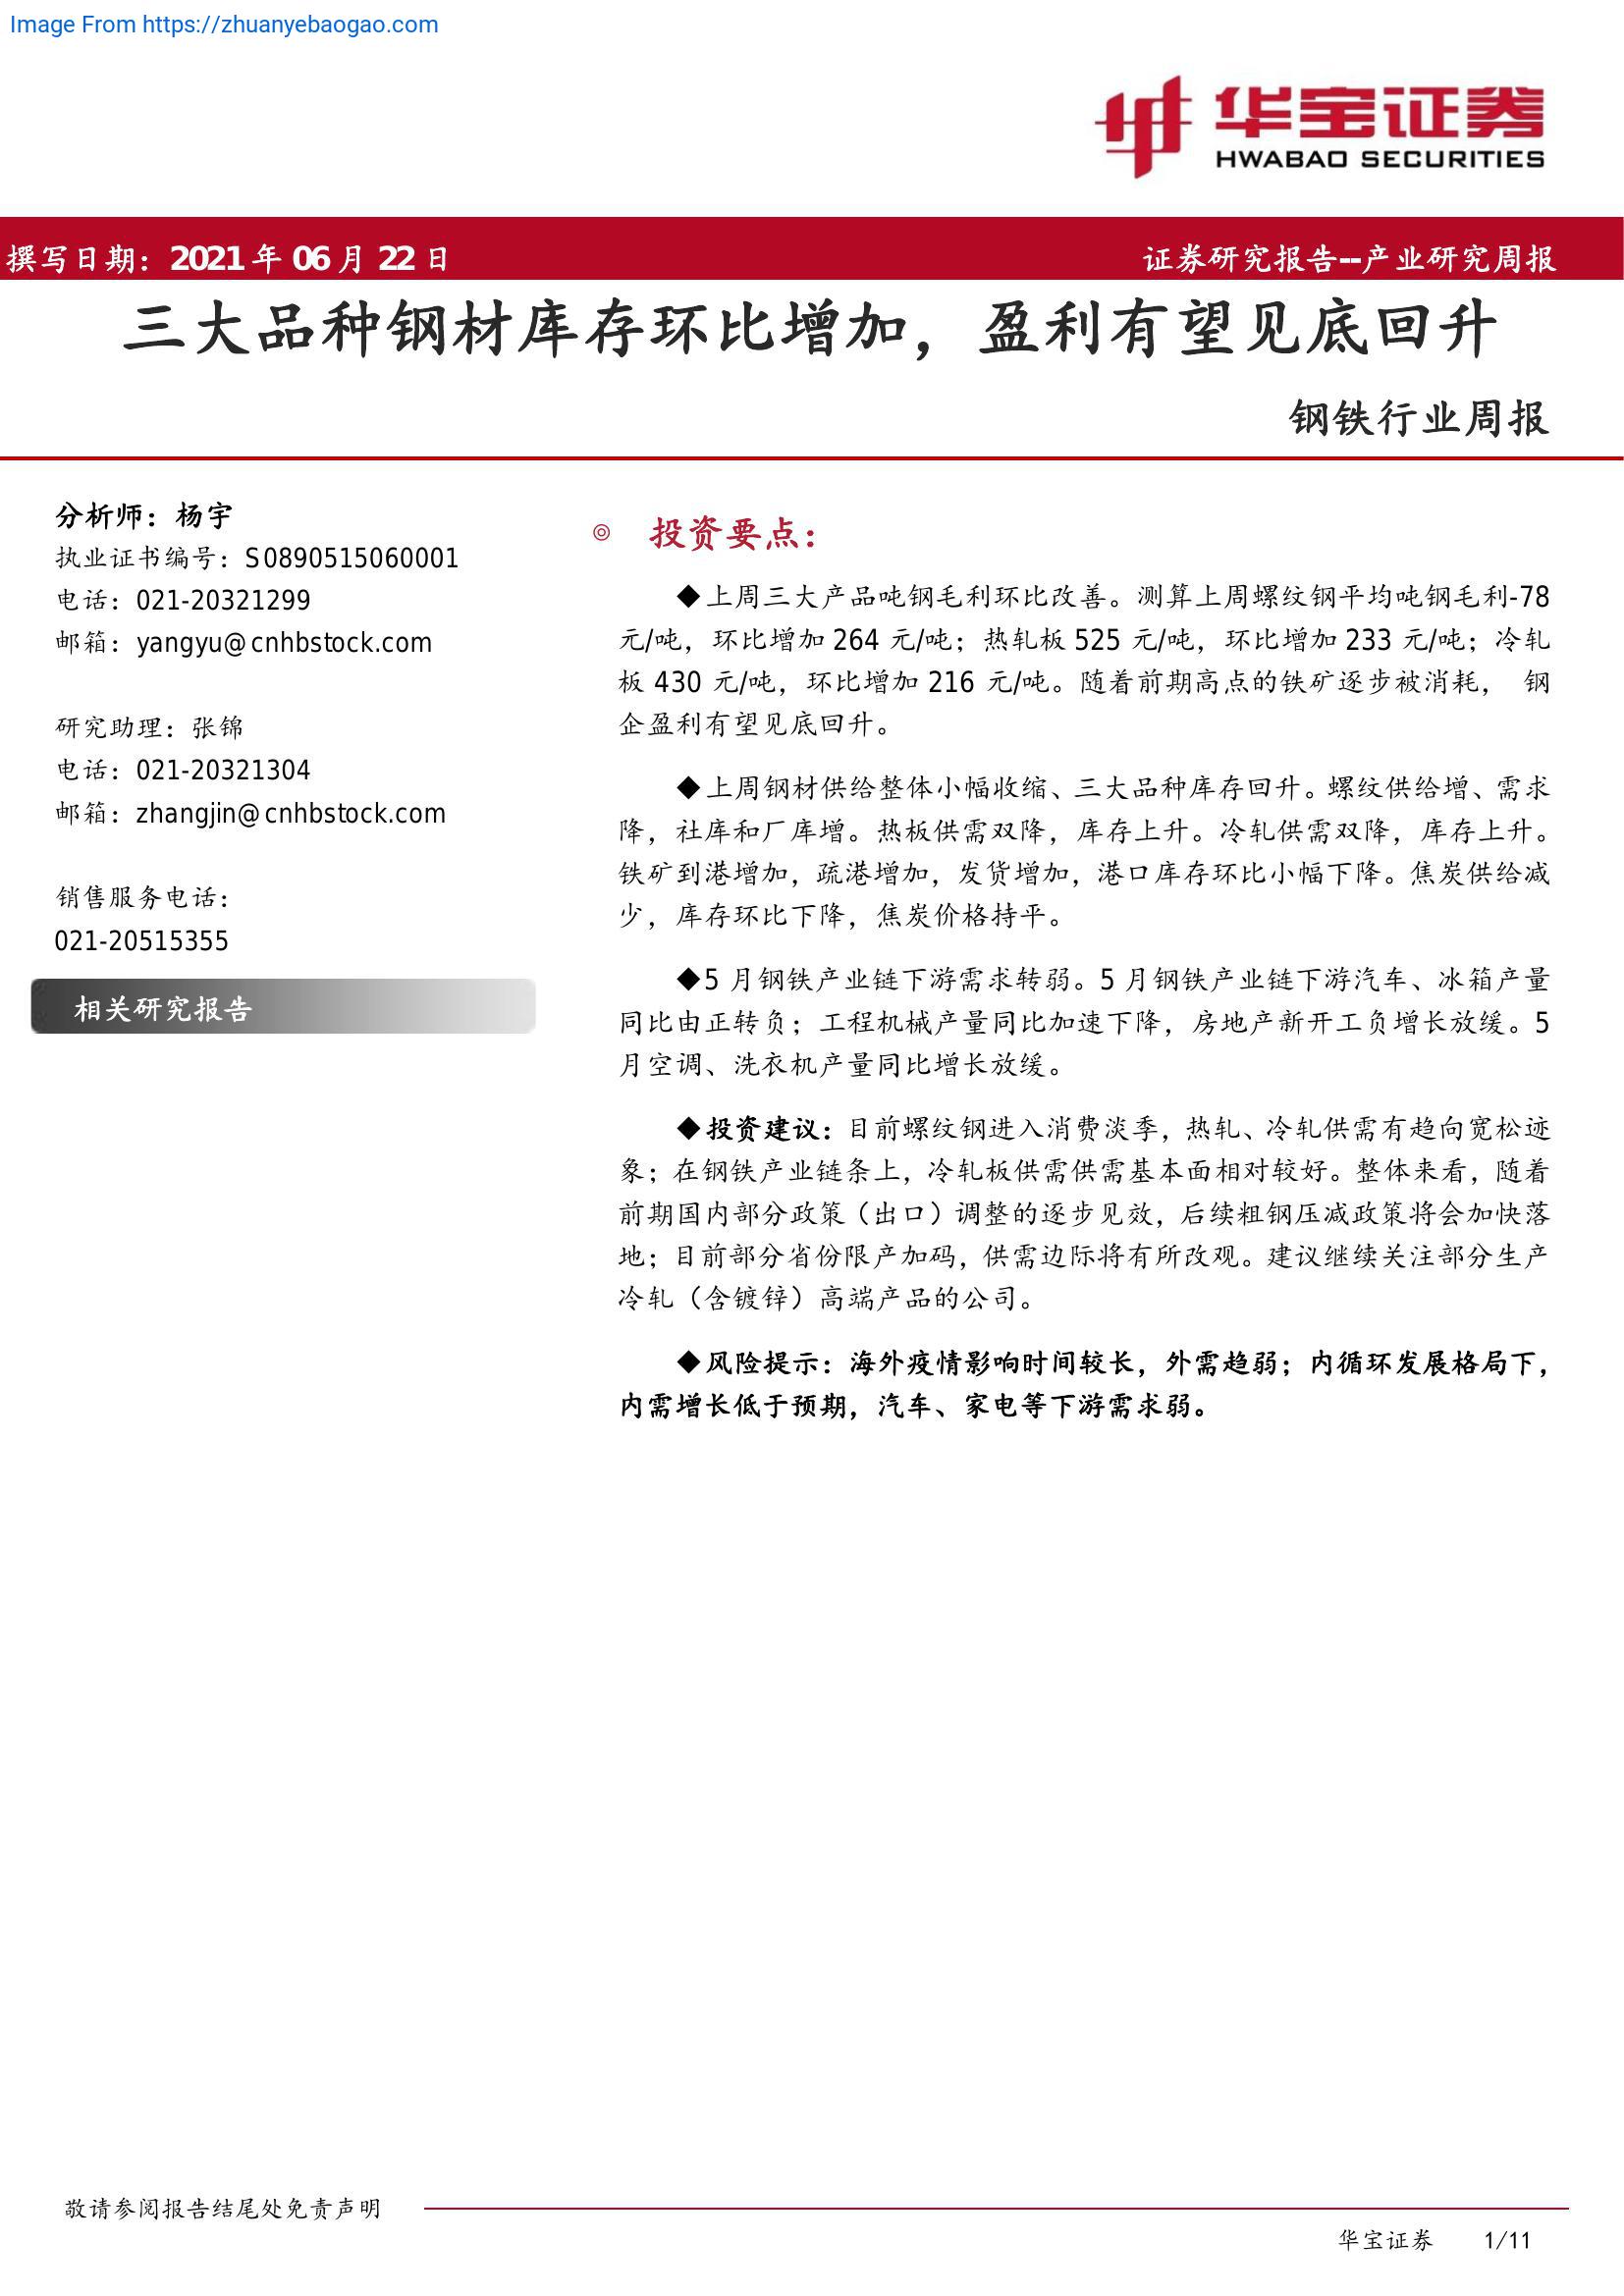 Image From https://zhuanyebaogao.com
华宝证券
HWABAO SECURITIES
撰写日期：2021 年 06 月 22 日
证券研究报告--产业研究周报
三大品种钢材库存环比增加，盈利有望见底回升
钢铁行业周报
分析师：杨宇
执业证书编号：S0890515060001
电话：021-20321299
邮箱：yangyu@cnhbstock.com
研究助理：张锦
电话：021-20321304
邮箱：zhangjin@cnhbstock.com
销售服务电话：
021-20515355
相关研究报告
◎ 投资要点：
◆上周三大产品吨钢毛利环比改善。测算上周螺纹钢平均吨钢毛利-78
元/吨，环比增加 264 元/吨；热轧板 525 元/吨，环比增加 233 元/吨；冷轧
板 430 元/吨，环比增加 216 元/吨。随着前期高点的铁矿逐步被消耗， 钢
企盈利有望见底回升。
◆上周钢材供给整体小幅收缩、三大品种库存回升。螺纹供给增、需求
降，社库和厂库增。热板供需双降，库存上升。冷轧供需双降，库存上升。
铁矿到港增加，疏港增加，发货增加，港口库存环比小幅下降。焦炭供给减
少，库存环比下降，焦炭价格持平。
◆5 月钢铁产业链下游需求转弱。5 月钢铁产业链下游汽车、冰箱产量
同比由正转负；工程机械产量同比加速下降，房地产新开工负增长放缓。5
月空调、洗衣机产量同比增长放缓。
◆投资建议：目前螺纹钢进入消费淡季，热轧、冷轧供需有趋向宽松迹
象；在钢铁产业链条上，冷轧板供需供需基本面相对较好。整体来看，随着
前期国内部分政策（出口）调整的逐步见效，后续粗钢压减政策将会加快落
地；目前部分省份限产加码，供需边际将有所改观。建议继续关注部分生产
冷轧（含镀锌）高端产品的公司。
◆风险提示：海外疫情影响时间较长，外需趋弱；内循环发展格局下，
内需增长低于预期，汽车、家电等下游需求弱。
敬请参阅报告结尾处免责声明
华宝证券 1/11